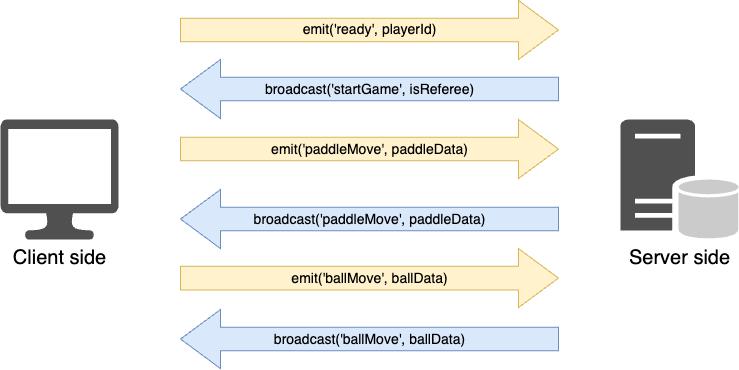 emit('ready', playerId)
broadcast('startGame', isReferee)
emit('paddleMove', paddleData)
broadcast('paddleMove', paddleData)
Client side
Server side
emit('ballMove', ballData)
broadcast('ballMove', ballData)